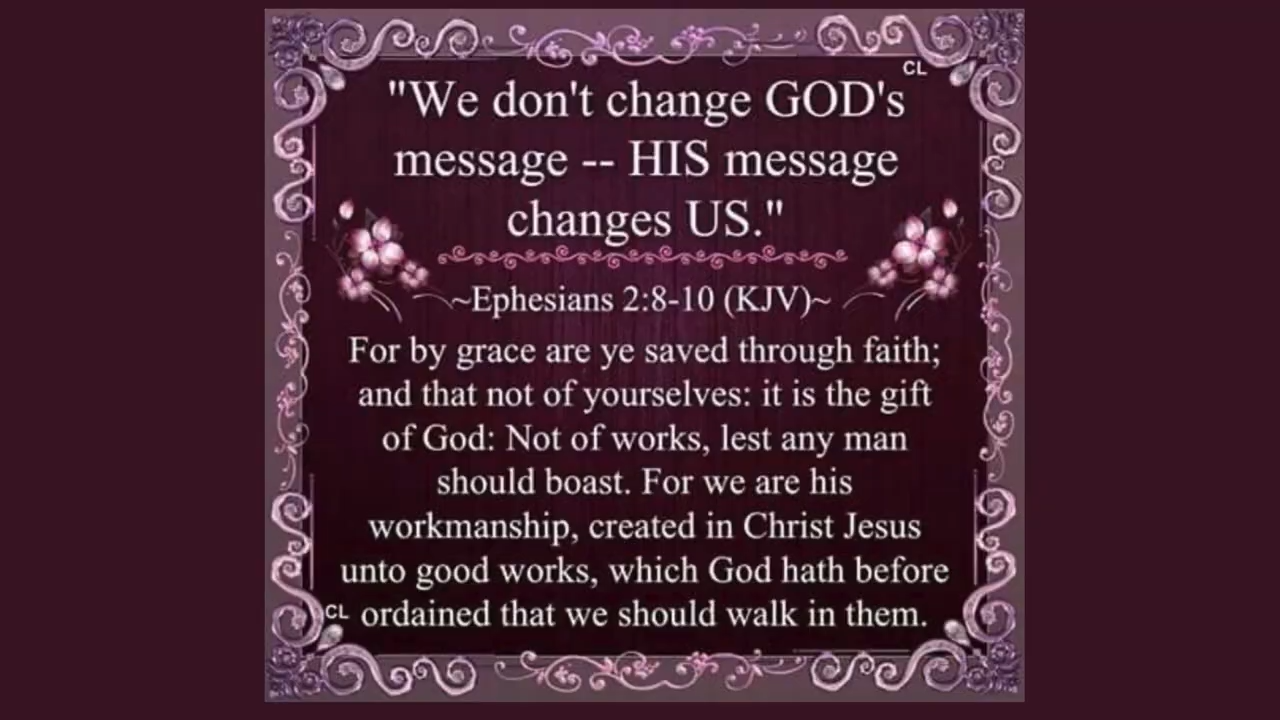 CL
"We don't change GOD's
message -- HIS message
changes US."
~Ephesians 2:8-10 (KJV)~
For by grace are ye saved through faith;
and that not of yourselves: it is the gift
of God: Not of works, lest any man
should boast. For we are his
workmanship, created in Christ Jesus
unto good works, which God hath before
CL ordained that we should walk in them.